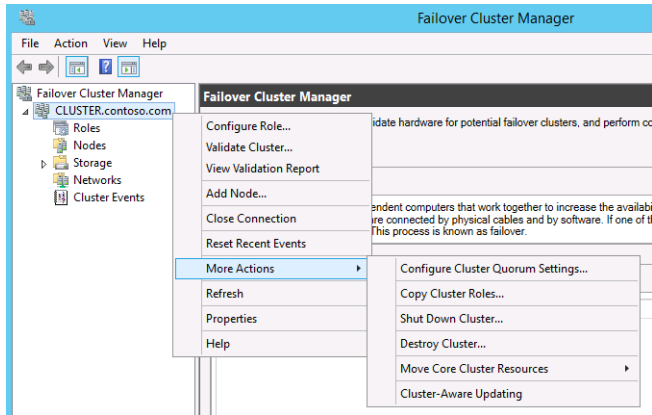 Failover Cluster Manager
File Action View Help
Failover Cluster Manager
CLUSTER.contoso.com
Roles
Nodes
Storage
Networks
Cluster Events
Failover Cluster Manager
idate hardware for potential failover clusters, and perform co
endent computers that work together to increase the availabi
re connected by physical cables and by software. If one of th
This process is known as failover.
Configure Role...
Validate Cluster...
View Validation Report
Add Node...
Close Connection
Reset Recent Events
More Actions
Refresh
Properties
Help
Configure Cluster Quorum Settings...
Copy Cluster Roles...
Shut Down Cluster...
Destroy Cluster...
Move Core Cluster Resources
Cluster-Aware Updating